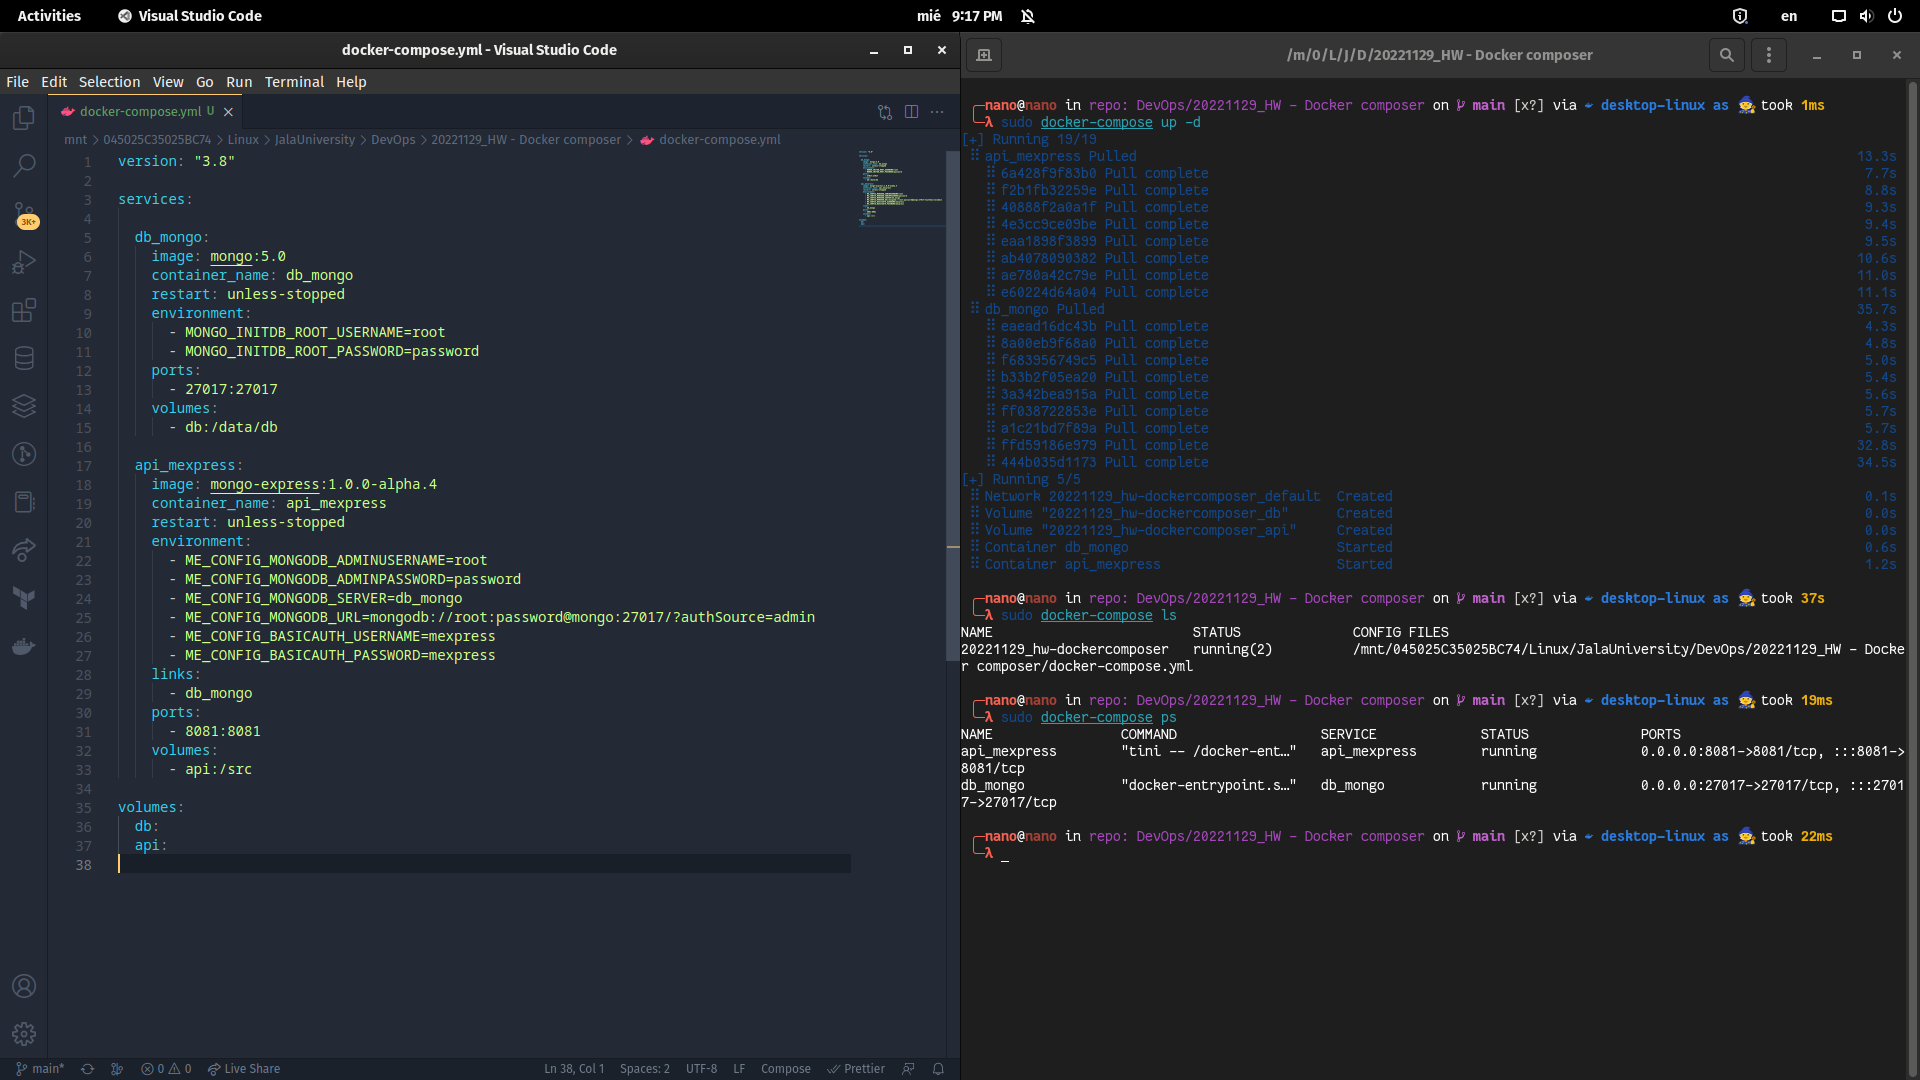 Activities
Visual Studio Code
mié 9:17 PM
en
docker-compose.yml - Visual Studio Code
File Edit Selection View Go Run Terminal Help
docker-compose.yml U
mnt > 045025C35025BC74 > Linux > JalaUniversity > DevOps > 20221129_HW - Docker composer > docker-compose.yml
3K+
1 version: "3.8"
2
3 services:
4
5 db_mongo:
6 image: mongo:5.0
7 container_name: db_mongo
8 restart: unless-stopped
9 environment:
10 - MONGO_INITDB_ROOT_USERNAME=root
11 - MONGO_INITDB_ROOT_PASSWORD=password
12 ports:
13 - 27017:27017
14 volumes:
15 - db:/data/db
16
17 api_mexpress:
18 image: mongo-express:1.0.0-alpha.4
19 container_name: api_mexpress
20 restart: unless-stopped
21 environment:
22 - ME_CONFIG_MONGODB_ADMINUSERNAME=root
23 - ME_CONFIG_MONGODB_ADMINPASSWORD=password
24 - ME_CONFIG_MONGODB_SERVER=db_mongo
25 - ME_CONFIG_MONGODB_URL=mongodb://root:password@mongo:27017/?authSource=admin
26 - ME_CONFIG_BASICAUTH_USERNAME=mexpress
27 - ME_CONFIG_BASICAUTH_PASSWORD=mexpress
28 links:
29 - db_mongo
30 ports:
31 - 8081:8081
32 volumes:
33 - api:/src
34
35 volumes:
36 db:
37 api:
38
main* 0 0 Live Share Ln 38, Col 1 Spaces: 2 UTF-8 LF Compose Prettier
/m/0/L/J/D/20221129_HW - Docker composer
nano@nano in repo: DevOps/20221129_HW - Docker composer on main [x?] via desktop-linux as took 1ms
λ sudo docker-compose up -d
[+] Running 19/19
api_mexpress Pulled 13.3s
6a428f9f83b0 Pull complete 7.7s
f2b1fb32259e Pull complete 8.8s
40888f2a0a1f Pull complete 9.3s
4e3cc9ce09be Pull complete 9.4s
eaa1898f3899 Pull complete 9.5s
ab4078090382 Pull complete 10.6s
ae780a42c79e Pull complete 11.0s
e60224d64a04 Pull complete 11.1s
db_mongo Pulled 35.7s
eaead16dc43b Pull complete 4.3s
8a00eb9f68a0 Pull complete 4.8s
f683956749c5 Pull complete 5.0s
b33b2f05ea20 Pull complete 5.4s
3a342bea915a Pull complete 5.6s
ff038722853e Pull complete 5.7s
a1c21bd7f89a Pull complete 5.7s
ffd59186e979 Pull complete 32.8s
444b035d1173 Pull complete 34.5s
[+] Running 5/5
Network 20221129_hw-dockercomposer_default Created 0.1s
Volume "20221129_hw-dockercomposer_db" Created 0.0s
Volume "20221129_hw-dockercomposer_api" Created 0.0s
Container db_mongo Started 0.6s
Container api_mexpress Started 1.2s
nano@nano in repo: DevOps/20221129_HW - Docker composer on main [x?] via desktop-linux as took 37s
λ sudo docker-compose ls
NAME STATUS CONFIG FILES
20221129_hw-dockercomposer running(2) /mnt/045025C35025BC74/Linux/JalaUniversity/DevOps/20221129_HW - Docke
r composer/docker-compose.yml
nano@nano in repo: DevOps/20221129_HW - Docker composer on main [x?] via desktop-linux as took 19ms
λ sudo docker-compose ps
NAME COMMAND SERVICE STATUS PORTS
api_mexpress "tini -- /docker-ent…" api_mexpress running 0.0.0.0:8081->8081/tcp, :::8081->
8081/tcp
db_mongo "docker-entrypoint.s…" db_mongo running 0.0.0.0:27017->27017/tcp, :::2701
7->27017/tcp
nano@nano in repo: DevOps/20221129_HW - Docker composer on main [x?] via desktop-linux as took 22ms
λ _